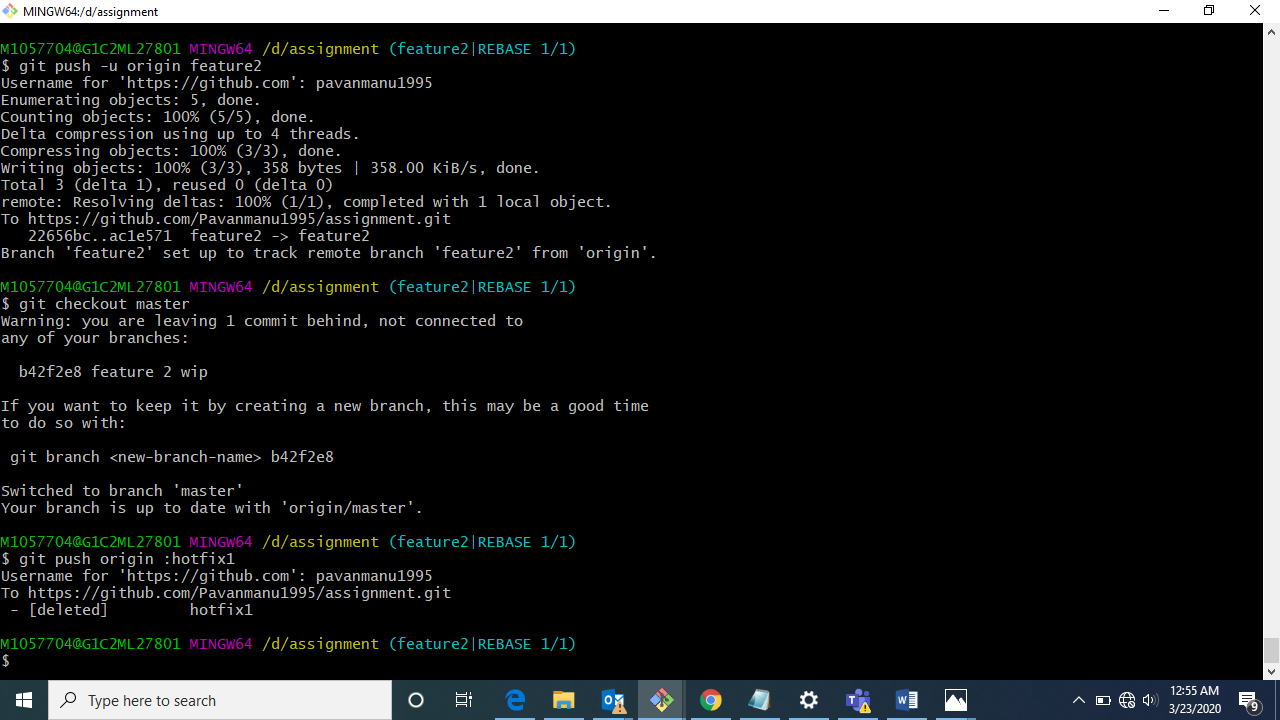 MINGW64:/d/assignment
M1057704@G1C2ML27801 MINGW64 /d/assignment (feature2|REBASE 1/1)
$ git push -u origin feature2
Username for 'https://github.com': pavanmanu1995
Enumerating objects: 5, done.
Counting objects: 100% (5/5), done.
Delta compression using up to 4 threads.
Compressing objects: 100% (3/3), done.
Writing objects: 100% (3/3), 358 bytes | 358.00 KiB/s, done.
Total 3 (delta 1), reused 0 (delta 0)
remote: Resolving deltas: 100% (1/1), completed with 1 local object.
To https://github.com/Pavanmanu1995/assignment.git
   22656bc..ac1e571  feature2 -> feature2
Branch 'feature2' set up to track remote branch 'feature2' from 'origin'.
M1057704@G1C2ML27801 MINGW64 /d/assignment (feature2|REBASE 1/1)
$ git checkout master
Warning: you are leaving 1 commit behind, not connected to
any of your branches:
  b42f2e8 feature 2 wip
If you want to keep it by creating a new branch, this may be a good time
to do so with:
 git branch <new-branch-name> b42f2e8
Switched to branch 'master'
Your branch is up to date with 'origin/master'.
M1057704@G1C2ML27801 MINGW64 /d/assignment (feature2|REBASE 1/1)
$ git push origin :hotfix1
Username for 'https://github.com': pavanmanu1995
To https://github.com/Pavanmanu1995/assignment.git
 - [deleted]         hotfix1
M1057704@G1C2ML27801 MINGW64 /d/assignment (feature2|REBASE 1/1)
$
Type here to search
12:55 AM
3/23/2020
9